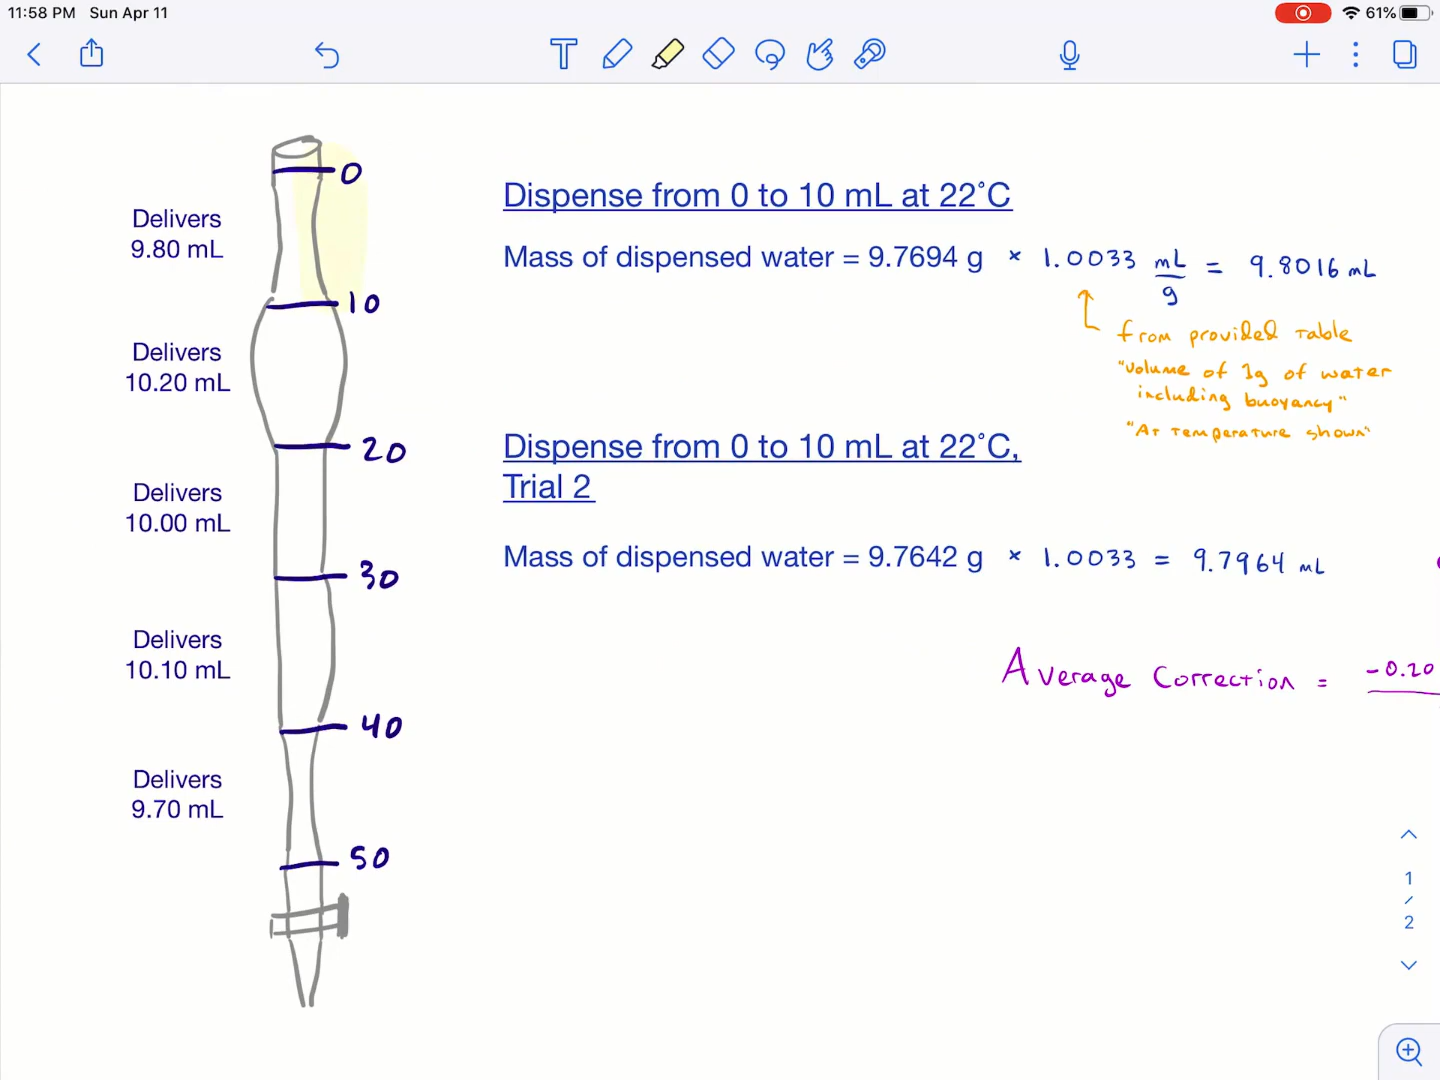 11:58 PM Sun Apr 11
61%
0
Delivers
9.80 mL
10
Delivers
10.20 mL
20
Delivers
10.00 mL
30
Delivers
10.10 mL
40
Delivers
9.70 mL
50
Dispense from 0 to 10 mL at 22°C
Mass of dispensed water = 9.7694 g × 1.0033 mL/g = 9.8016 mL
from provided table
"volume of 1g of water
including buoyancy"
"At temperature shown"
Dispense from 0 to 10 mL at 22°C,
Trial 2
Mass of dispensed water = 9.7642 g × 1.0033 = 9.7964 mL
Average Correction = -0.20
1
/
2